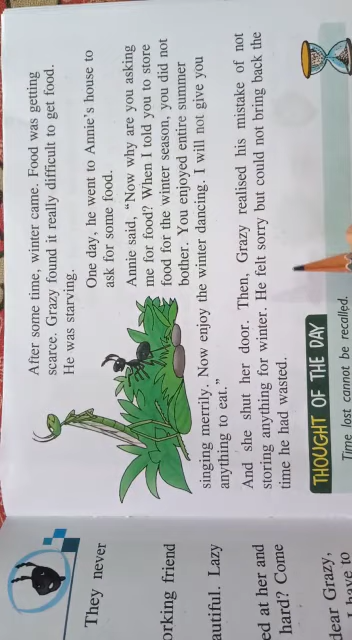 They never
orking friend
autiful. Lazy
ed at her and
hard? Come
dear Grazy,
I have to
After some time, winter came. Food was getting
scarce. Grazy found it really difficult to get food.
He was starving.
One day, he went to Annie's house to
ask for some food.
Annie said, "Now why are you asking
me for food? When I told you to store
food for the winter season, you did not
bother. You enjoyed entire summer
singing merrily. Now enjoy the winter dancing. I will not give you
anything to eat."
And she shut her door. Then, Grazy realised his mistake of not
storing anything for winter. He felt sorry but could not bring back the
time he had wasted.
THOUGHT OF THE DAY
Time lost cannot be recalled.